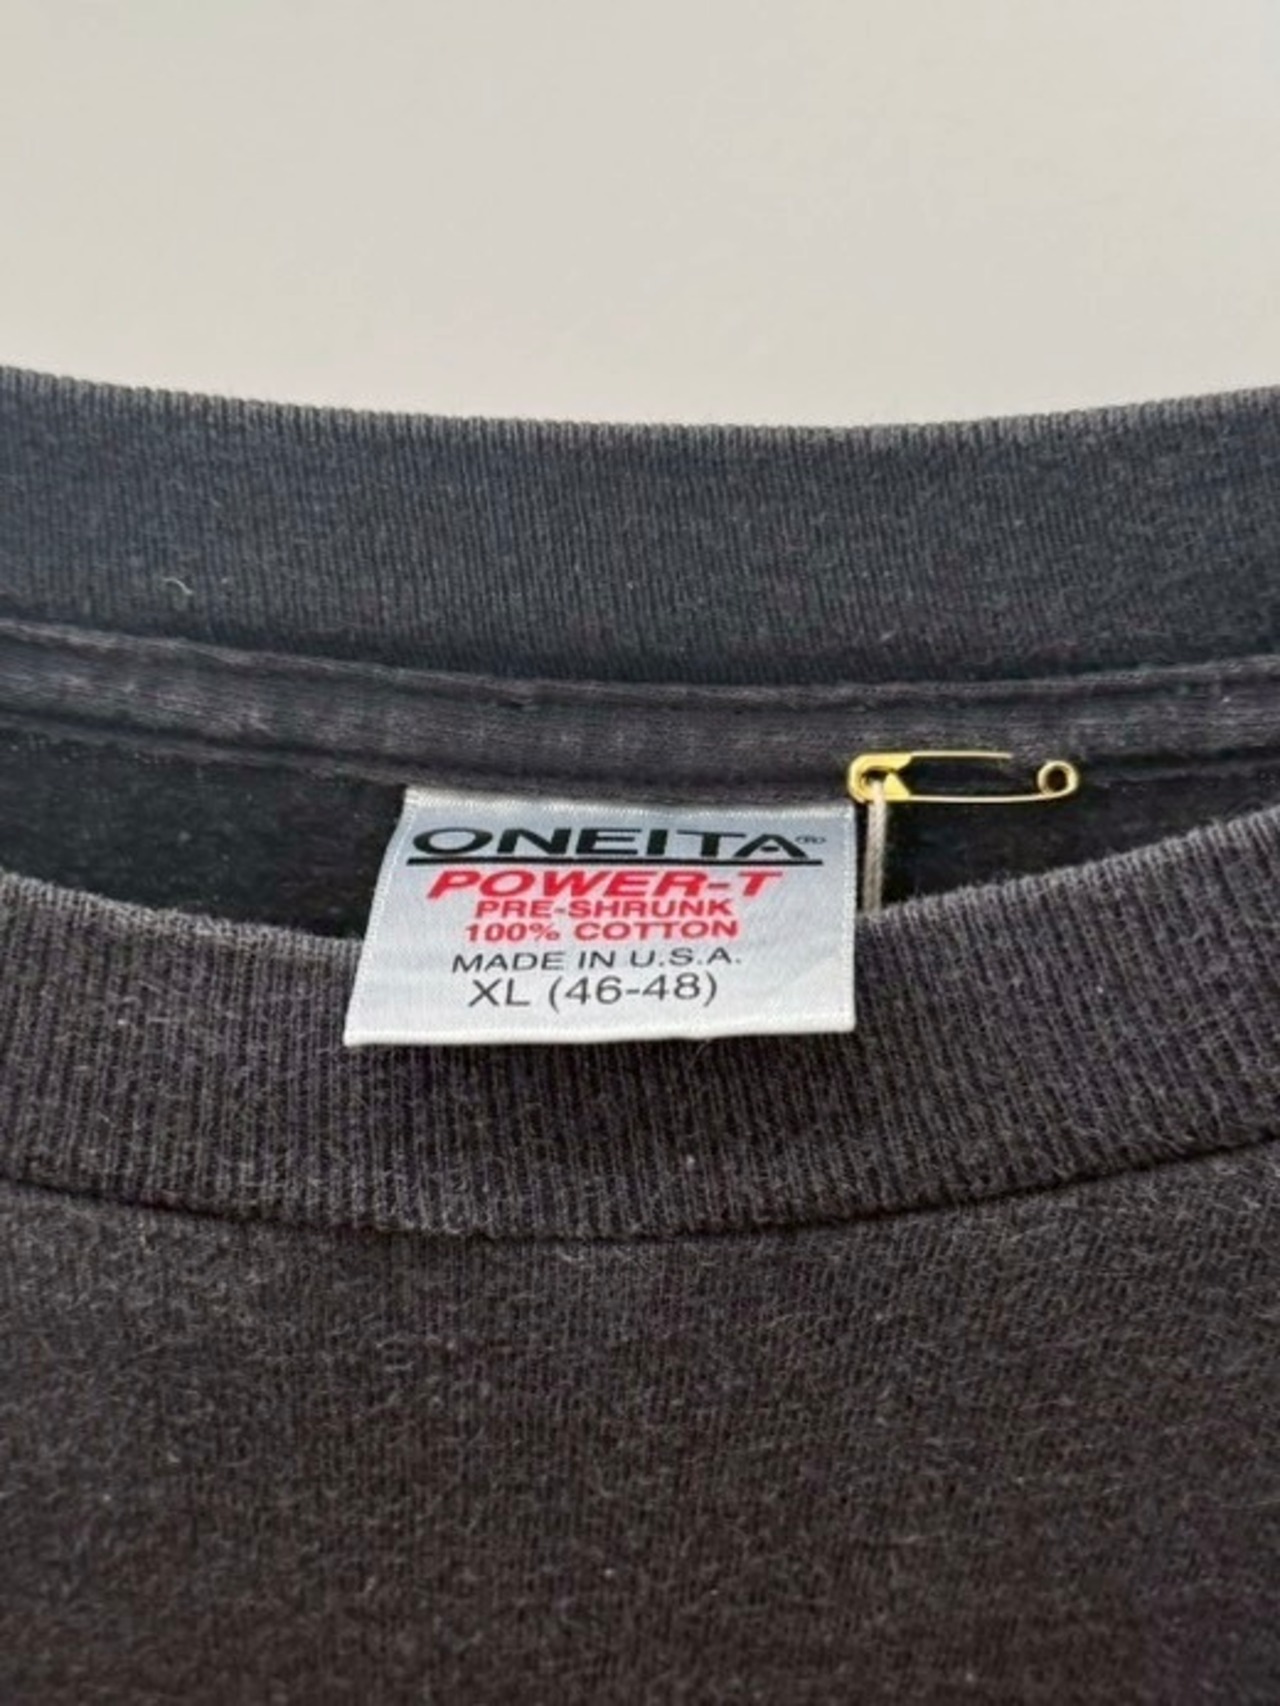 ONEITA®
POWER-T
PRE-SHRUNK
100% COTTON
MADE IN U.S.A.
XL (46-48)